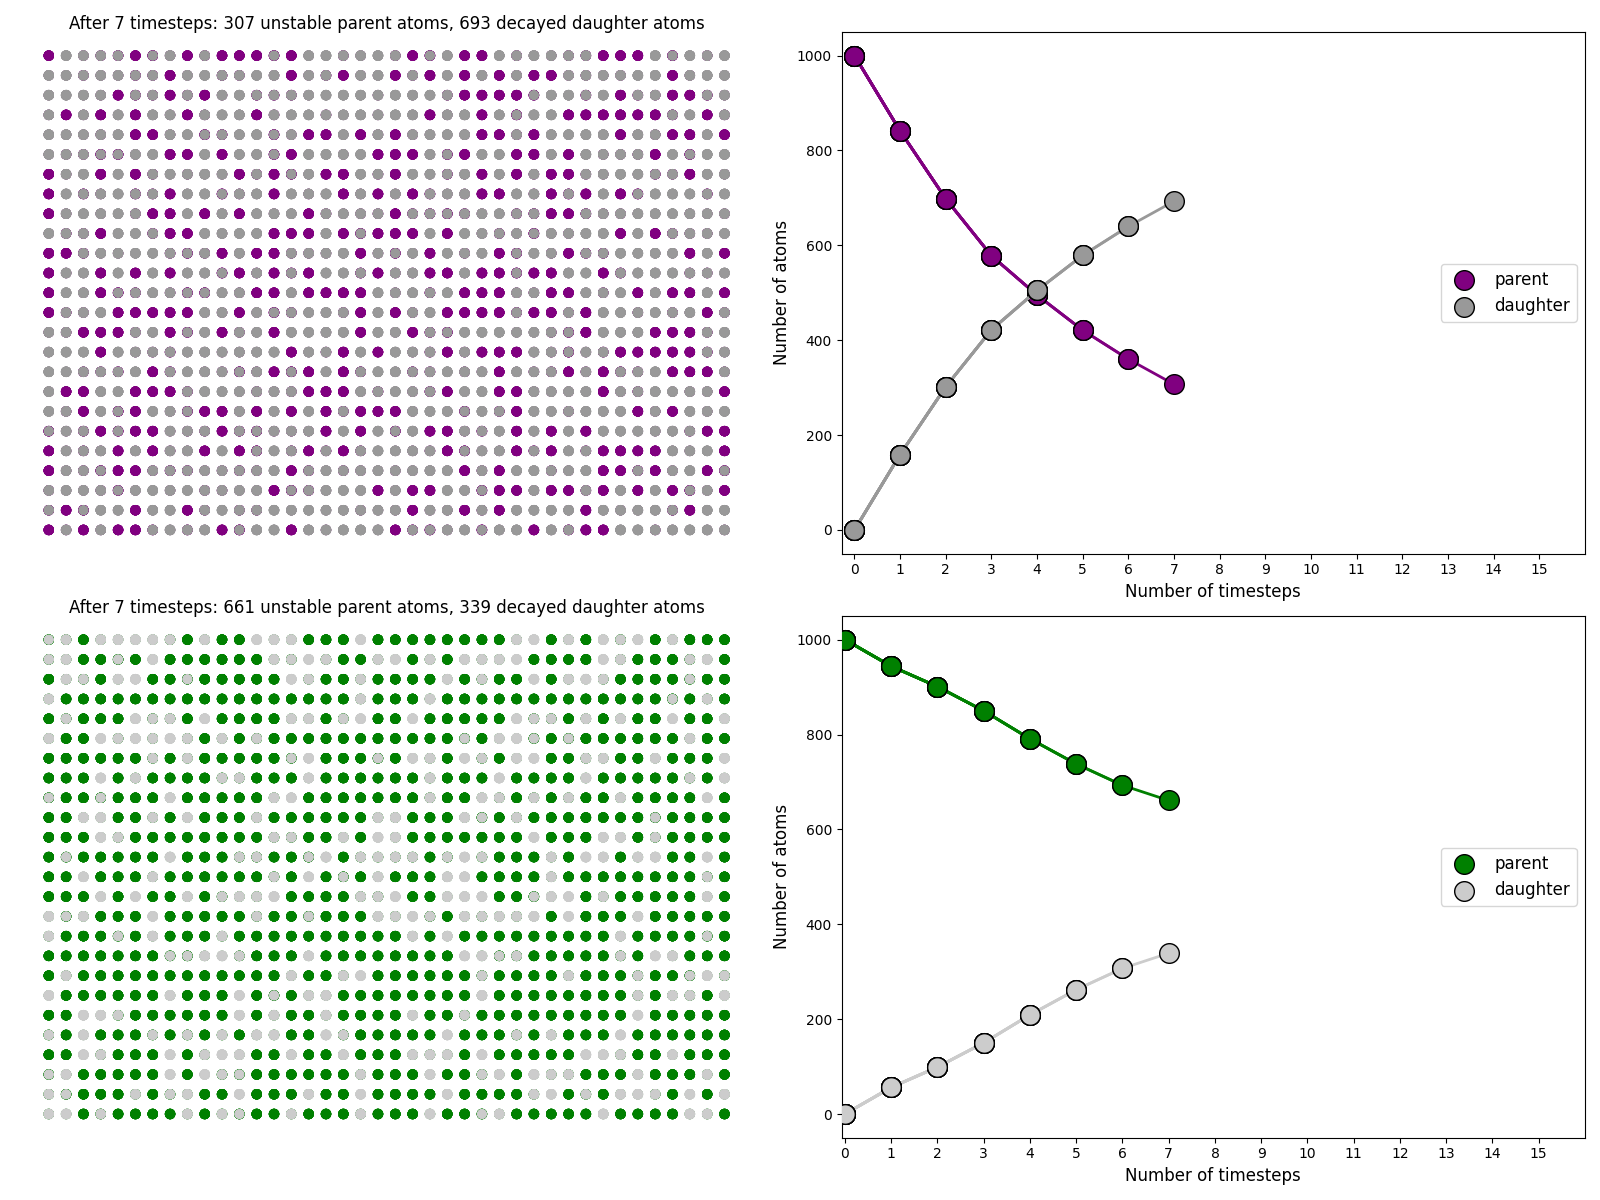 After 7 timesteps: 307 unstable parent atoms, 693 decayed daughter atoms
1000
800
600
400
200
0
Number of atoms
parent
daughter
0 1 2 3 4 5 6 7 8 9 10 11 12 13 14 15
Number of timesteps
After 7 timesteps: 661 unstable parent atoms, 339 decayed daughter atoms
1000
800
600
400
200
0
Number of atoms
parent
daughter
0 1 2 3 4 5 6 7 8 9 10 11 12 13 14 15
Number of timesteps